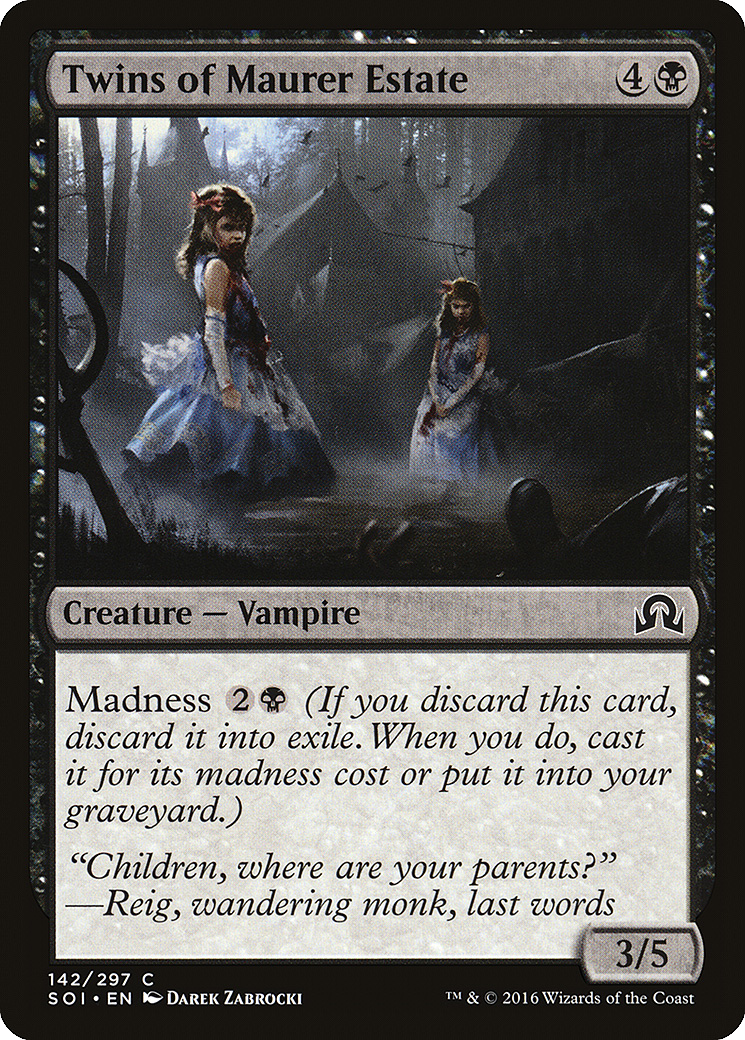 Twins of Maurer Estate 4
Creature — Vampire
Madness 2 (If you discard this card,
discard it into exile. When you do, cast
it for its madness cost or put it into your
graveyard.)
“Children, where are your parents?”
—Reig, wandering monk, last words
3/5
142/297 C
SOI • EN DAREK ZABROCKI
™ & © 2016 Wizards of the Coast